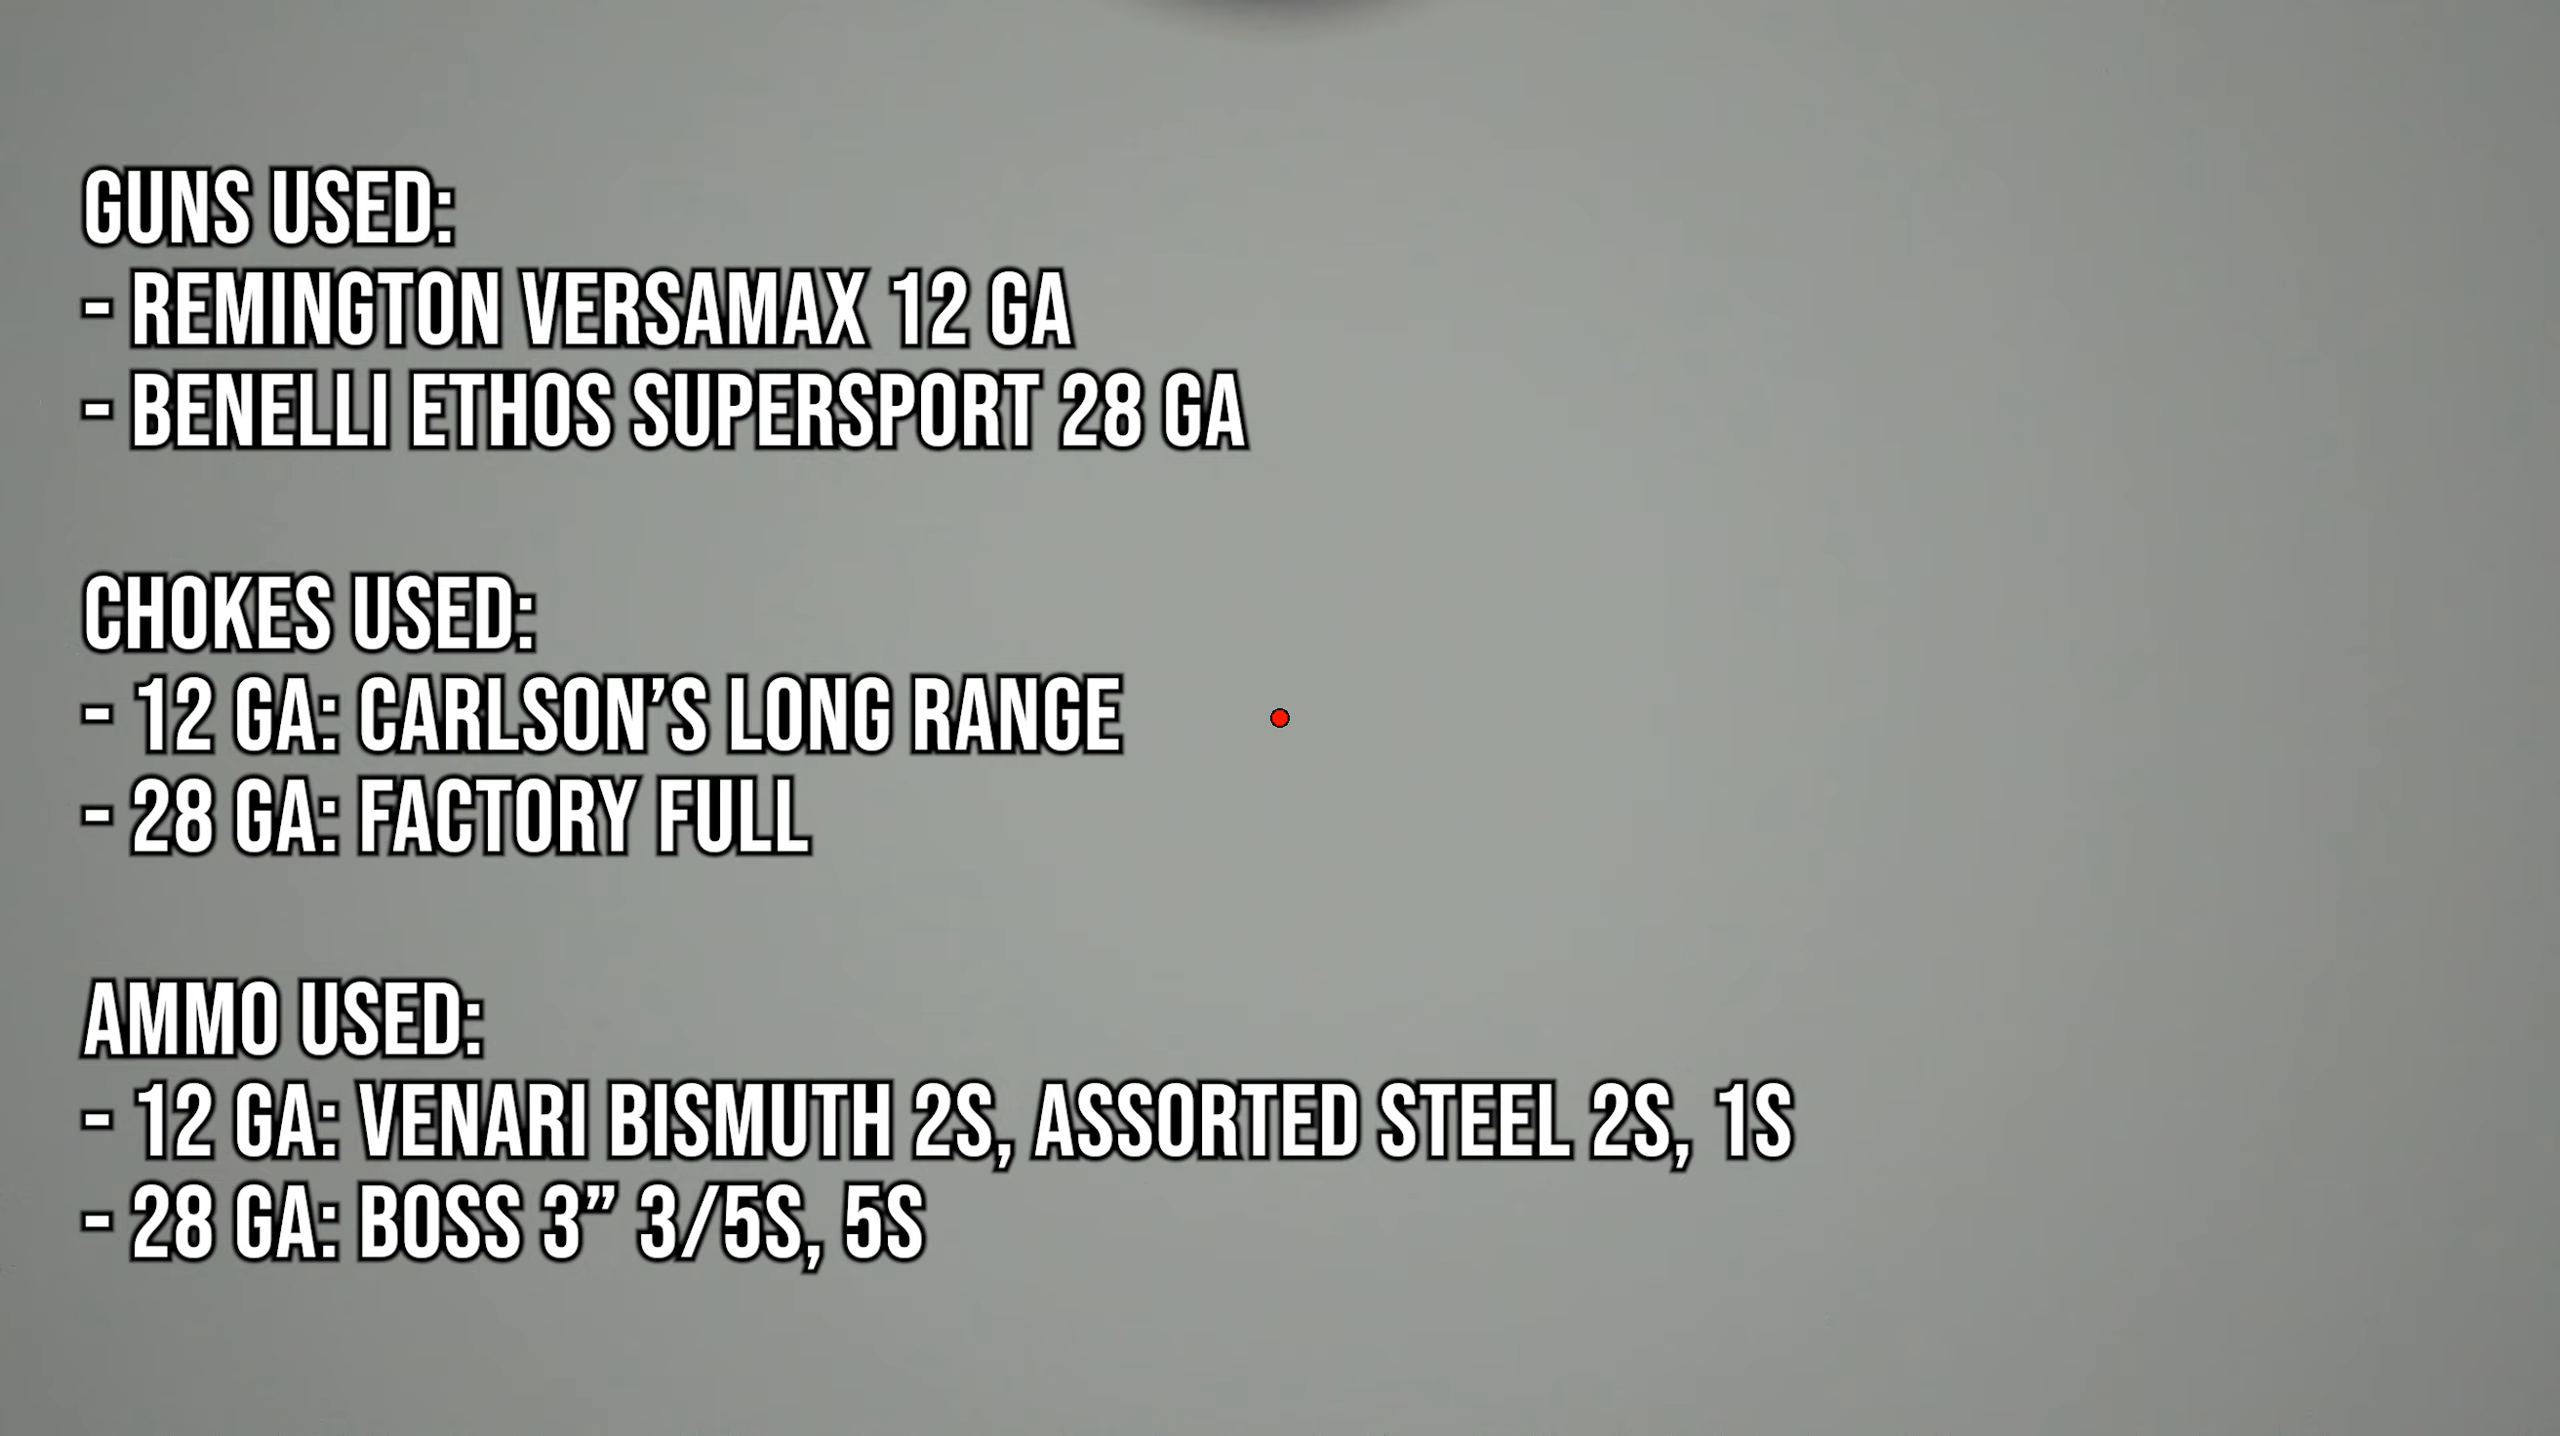 GUNS USED:
- REMINGTON VERSAMAX 12 GA
- BENELLI ETHOS SUPERSPORT 28 GA
CHOKES USED:
- 12 GA: CARLSON’S LONG RANGE
- 28 GA: FACTORY FULL
AMMO USED:
- 12 GA: VENARI BISMUTH 2S, ASSORTED STEEL 2S, 1S
- 28 GA: BOSS 3” 3/5S, 5S